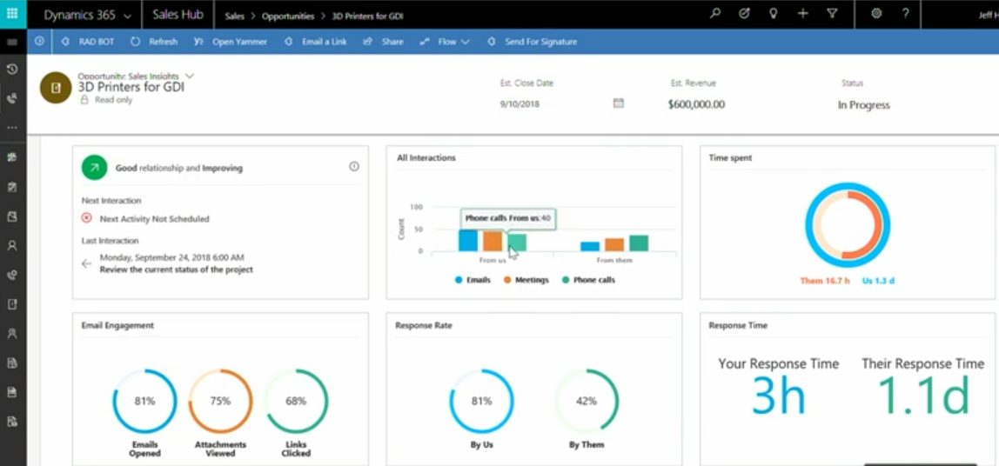 Dynamics 365 Sales Hub Sales > Opportunities > 3D Printers for GDI
? Jeff H
RAD BOT Refresh Open Yammer Email a Link Share Flow Send For Signature
Opportunity: Sales Insights
3D Printers for GDI
Read only
Est. Close Date
9/10/2018
Est. Revenue
$600,000.00
Status
In Progress
Good relationship and Improving
Next Interaction
Next Activity Not Scheduled
Last Interaction
Monday, September 24, 2018 6:00 AM
Review the current status of the project
All Interactions
Count
100
50
0
Phone calls From us:40
From us
From them
Emails Meetings Phone calls
Time spent
Them 16.7 h Us 1.3 d
Email Engagement
81% 75% 68%
Emails Opened
Attachments Viewed
Links Clicked
Response Rate
81% 42%
By Us By Them
Response Time
Your Response Time Their Response Time
3h 1.1d